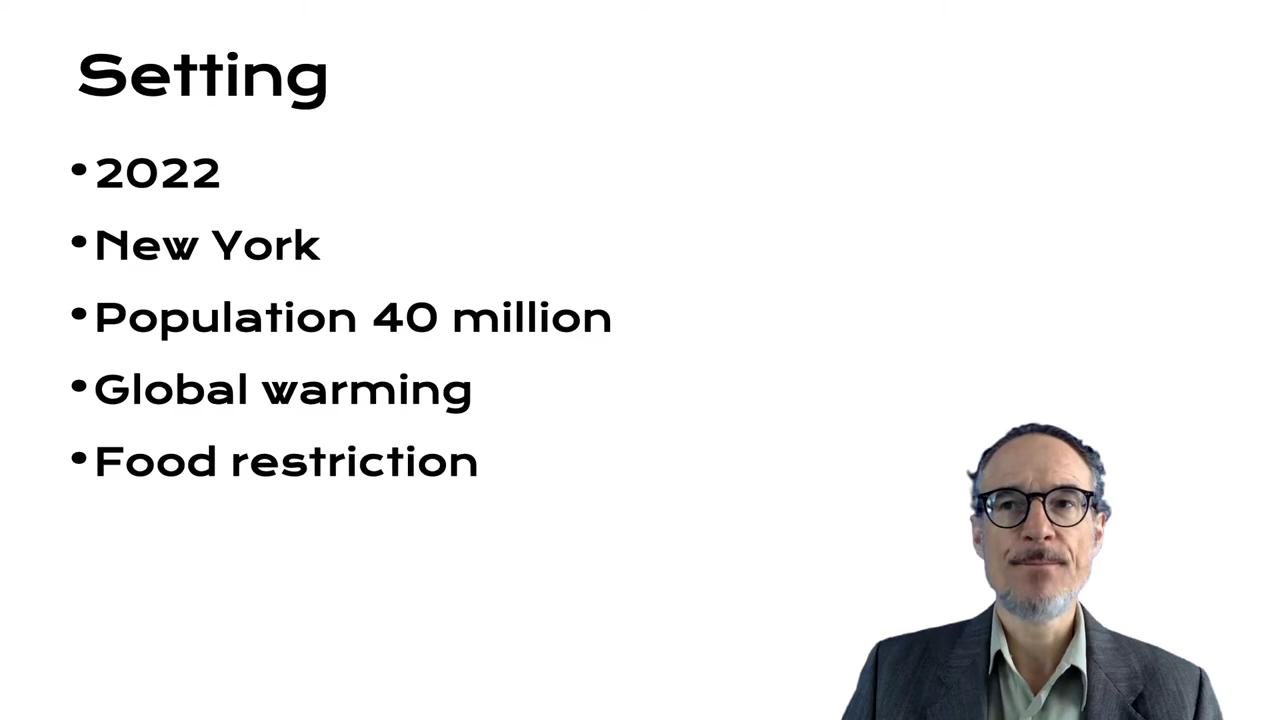 Setting
• 2022
• New York
• Population 40 million
• Global warming
• Food restriction